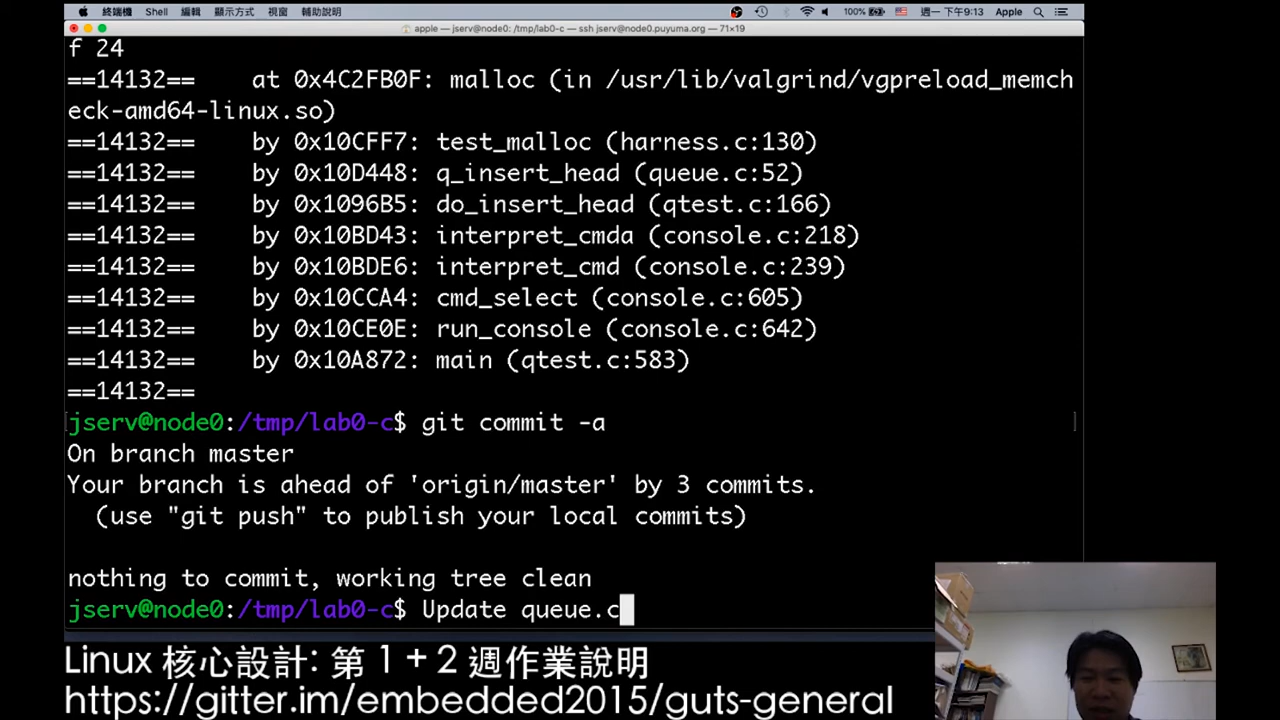 終端機 Shell 編輯 顯示方式 視窗 輔助說明 100% 週一 下午9:13 Apple
apple — jserv@node0: /tmp/lab0-c — ssh jserv@node0.puyuma.org — 71×19
f 24
==14132==    at 0x4C2FB0F: malloc (in /usr/lib/valgrind/vgpreload_memch
eck-amd64-linux.so)
==14132==    by 0x10CFF7: test_malloc (harness.c:130)
==14132==    by 0x10D448: q_insert_head (queue.c:52)
==14132==    by 0x1096B5: do_insert_head (qtest.c:166)
==14132==    by 0x10BD43: interpret_cmda (console.c:218)
==14132==    by 0x10BDE6: interpret_cmd (console.c:239)
==14132==    by 0x10CCA4: cmd_select (console.c:605)
==14132==    by 0x10CE0E: run_console (console.c:642)
==14132==    by 0x10A872: main (qtest.c:583)
==14132==
jserv@node0:/tmp/lab0-c$ git commit -a
On branch master
Your branch is ahead of 'origin/master' by 3 commits.
  (use "git push" to publish your local commits)
nothing to commit, working tree clean
jserv@node0:/tmp/lab0-c$ Update queue.c
Linux 核心設計: 第 1 + 2 週作業說明
https://gitter.im/embedded2015/guts-general